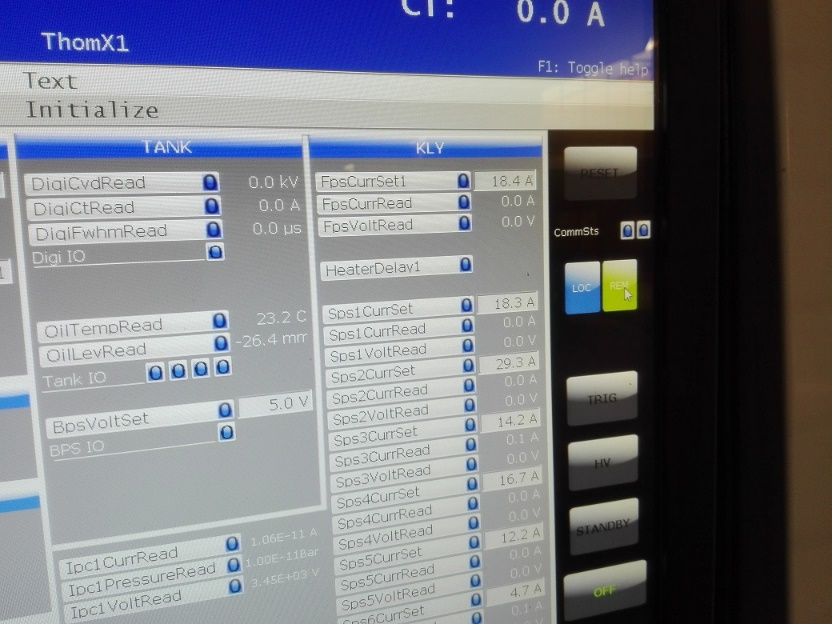 CT: 0.0 A
ThomX1
F1: Toggle help
Text
Initialize
TANK
DigiCvdRead 0.0 kV
DigiCtRead 0.0 A
DigiFwhmRead 0.0 µs
Digi IO
OilTempRead 23.2 C
OilLevRead -26.4 mm
Tank IO
BpsVoltSet 5.0 V
BPS IO
Ipc1CurrRead 1.06E-11 A
Ipc1PressureRead 1.00E-11Bar
Ipc1VoltRead 3.45E+03 V
KLY
FpsCurrSet1 18.4 A
FpsCurrRead 0.0 A
FpsVoltRead 0.0 V
HeaterDelay1
Sps1CurrSet 18.3 A
Sps1CurrRead 0.0 A
Sps1VoltRead 0.0 V
Sps2CurrSet 29.3 A
Sps2CurrRead 0.0 A
Sps2VoltRead 0.0 V
Sps3CurrSet 14.2 A
Sps3CurrRead 0.1 A
Sps3VoltRead 0.0 V
Sps4CurrSet 16.7 A
Sps4CurrRead 0.0 A
Sps4VoltRead 0.0 V
Sps5CurrSet 12.2 A
Sps5CurrRead 0.0 A
Sps5VoltRead 0.0 V
Sps6CurrSet 4.7 A
0.1 A
RESET
CommSts
LOC REM
TRIG
HV
STANDBY
OFF